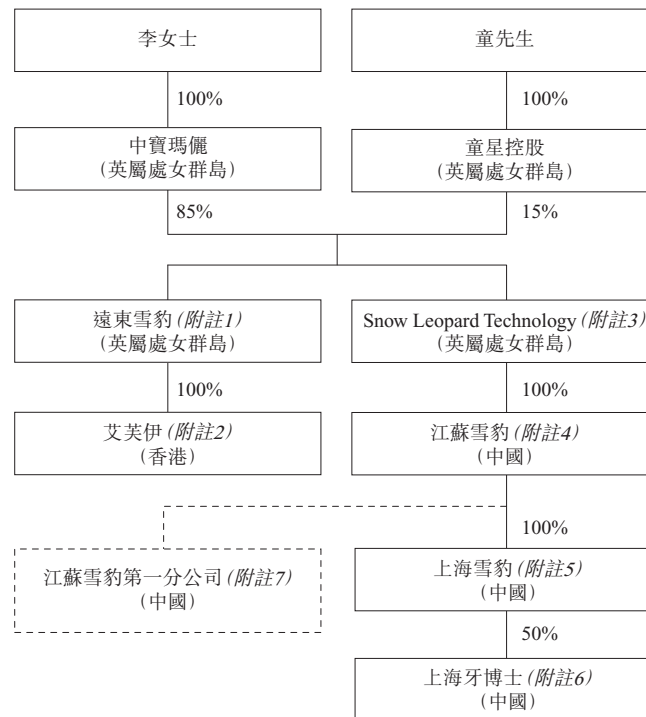 李女士
童先生
100%
100%
中寶瑪儷
(英屬處女群島)
童星控股
(英屬處女群島)
85%
15%
遠東雪豹(附註1)
(英屬處女群島)
Snow Leopard Technology (附註3)
(英屬處女群島)
100%
100%
艾芙伊(附註2)
(香港)
江蘇雪豹(附註4)
(中國)
100%
江蘇雪豹第一分公司(附註7)
(中國)
上海雪豹(附註5)
(中國)
50%
上海牙博士(附註6)
(中國)